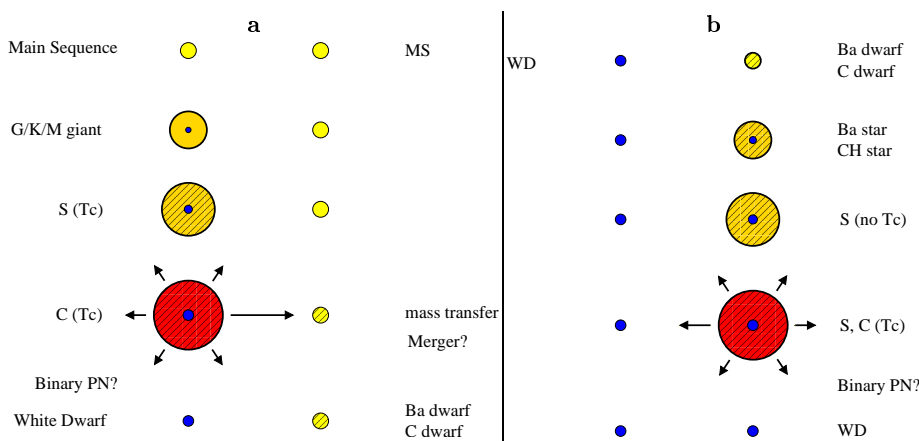 a
Main Sequence
MS
G/K/M giant
S (Tc)
C (Tc)
mass transfer
Merger?
Binary PN?
White Dwarf
Ba dwarf
C dwarf
b
WD
Ba dwarf
C dwarf
Ba star
CH star
S (no Tc)
S, C (Tc)
Binary PN?
WD